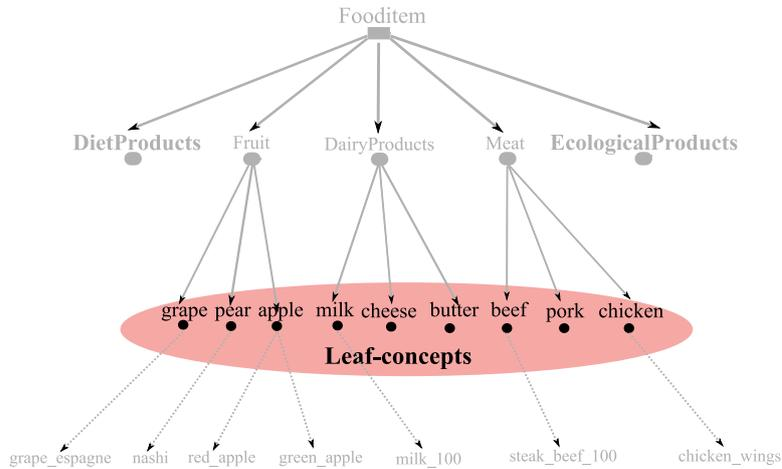 Fooditem
DietProducts Fruit DairyProducts Meat EcologicalProducts
grape pear apple milk cheese butter beef pork chicken
Leaf-concepts
grape_espagne nashi red_apple green_apple milk_100 steak_beef_100 chicken_wings